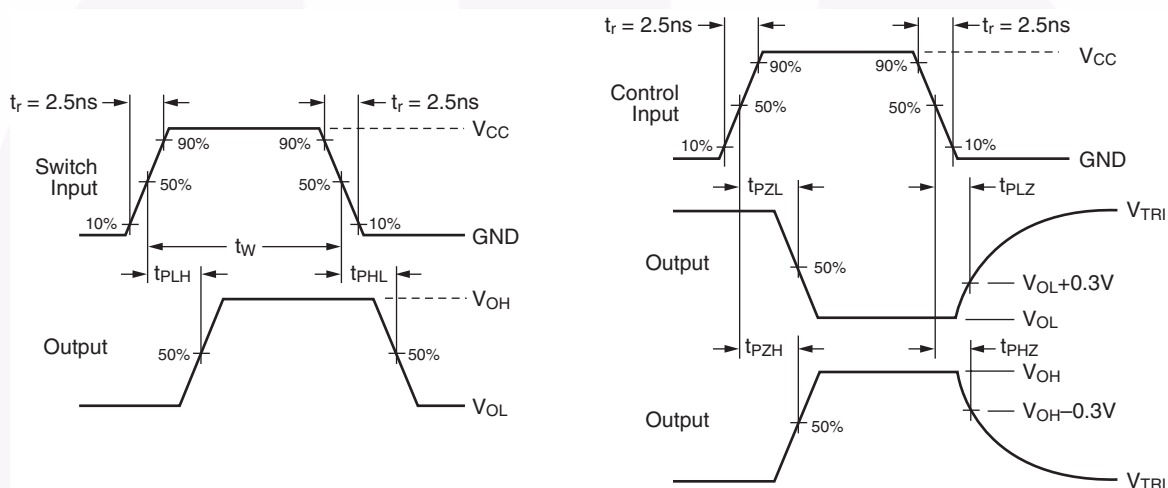 tr = 2.5ns
tr = 2.5ns
VCC
90%
90%
Switch
Input
50%
50%
10%
10%
GND
tW
tPLH
tPHL
VOH
Output
50%
50%
VOL
tr = 2.5ns
tr = 2.5ns
VCC
90%
90%
Control
Input
50%
50%
10%
10%
GND
tPZL
tPLZ
VTRI
Output
50%
VOL+0.3V
VOL
tPZH
tPHZ
VOH
Output
50%
VOH–0.3V
VTRI